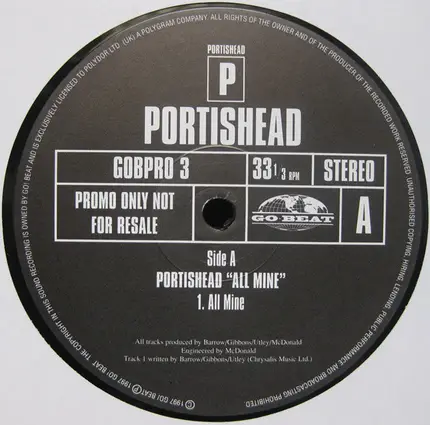 PORTISHEAD
P
PORTISHEAD
GOBPRO 3
33 1/3 RPM
STEREO
PROMO ONLY NOT
FOR RESALE
GO BEAT
A
Side A
PORTISHEAD "ALL MINE"
1. All Mine
All tracks produced by Barrow/Gibbons/Utley/McDonald
Engineered by McDonald
Track 1 written by Barrow/Gibbons/Utley (Chrysalis Music Ltd.)
Ⓟ 1997 GO! BEAT. THE COPYRIGHT IN THIS SOUND RECORDING IS OWNED BY GO! BEAT AND IS EXCLUSIVELY LICENSED TO POLYDOR LTD. (UK) A POLYGRAM COMPANY. ALL RIGHTS OF THE OWNER AND OF THE PRODUCER OF THE RECORDED WORK RESERVED. UNAUTHORISED COPYING, HIRING, LENDING, PUBLIC PERFORMANCE AND BROADCASTING PROHIBITED.
© 1997 GO! BEAT